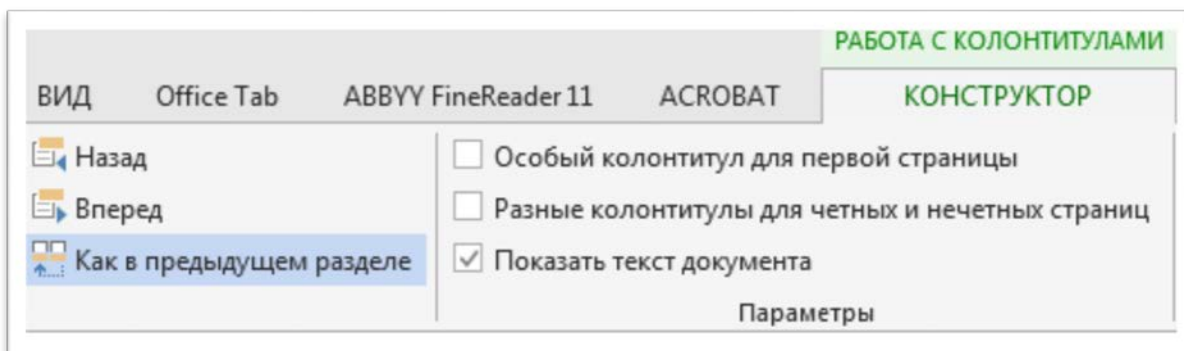 РАБОТА С КОЛОНТИТУЛАМИ
ВИД Office Tab ABBYY FineReader 11 ACROBAT КОНСТРУКТОР
Назад
Вперед
Как в предыдущем разделе
Особый колонтитул для первой страницы
Разные колонтитулы для четных и нечетных страниц
Показать текст документа
Параметры